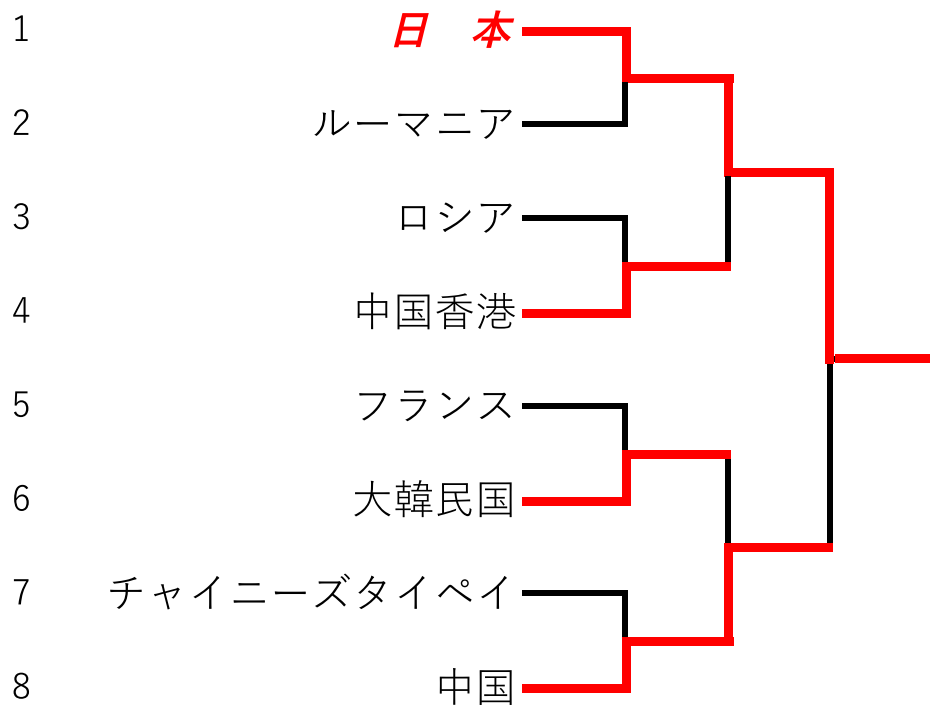 1 日　本
2 ルーマニア
3 ロシア
4 中国香港
5 フランス
6 大韓民国
7 チャイニーズタイペイ
8 中国